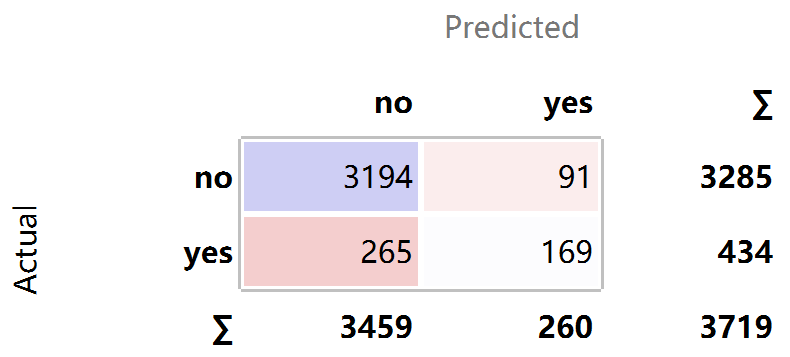 Predicted
no yes ∑
no 3194 91 3285
Actual
yes 265 169 434
∑ 3459 260 3719